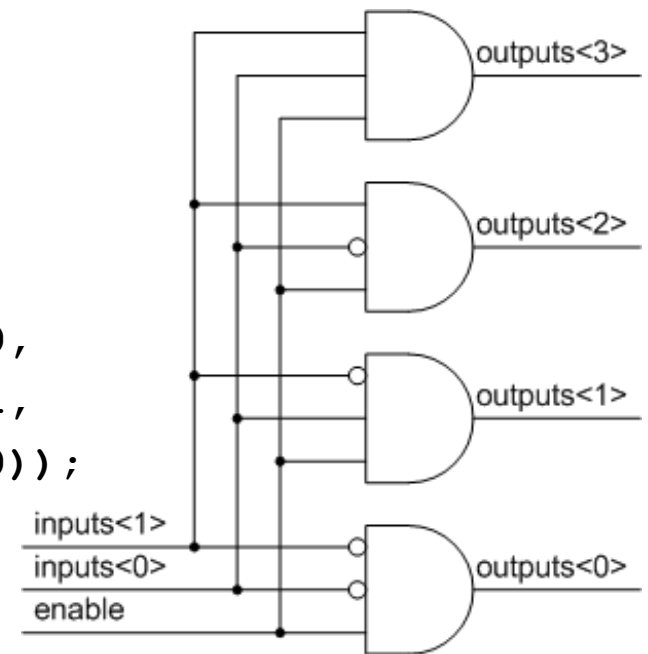 outputs<3>
outputs<2>
,
outputs<1>
,
));
inputs<1>
inputs<0>
outputs<0>
enable